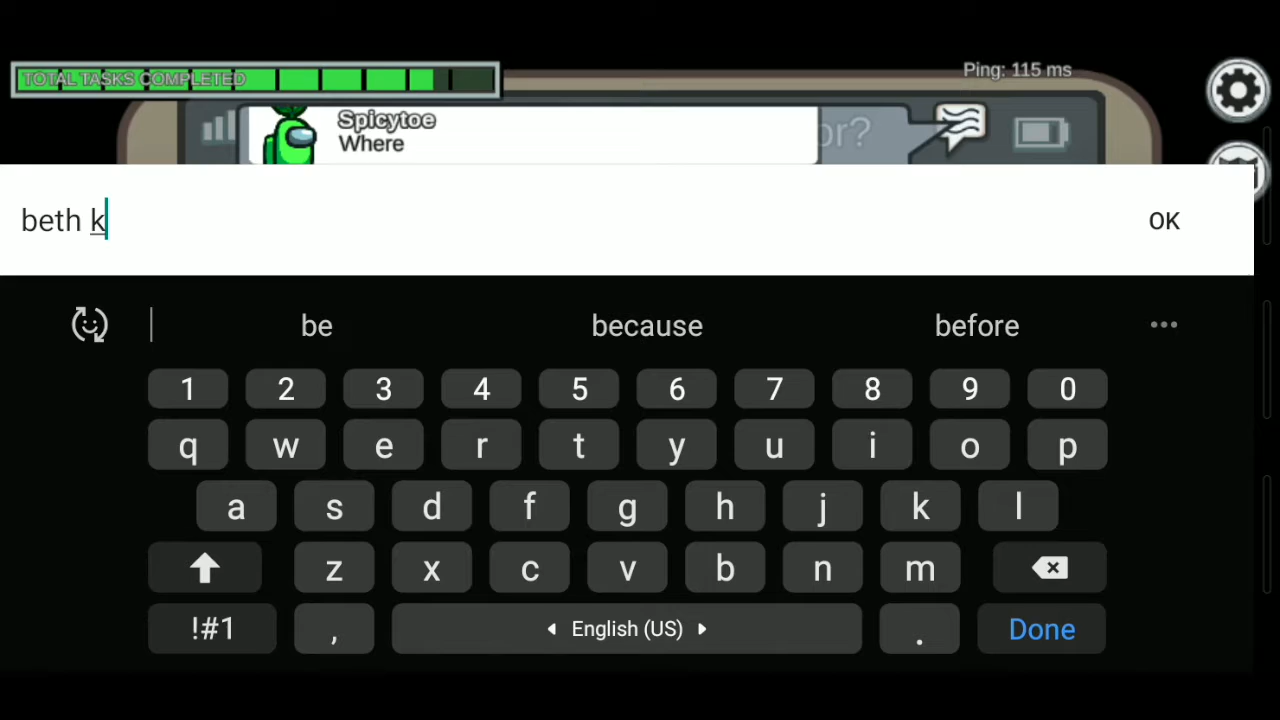 TOTAL TASKS COMPLETED
Ping: 115 ms
Spicytoe
Where
or?
beth k
OK
be because before
1 2 3 4 5 6 7 8 9 0
q w e r t y u i o p
a s d f g h j k l
z x c v b n m
!#1 , English (US) . Done